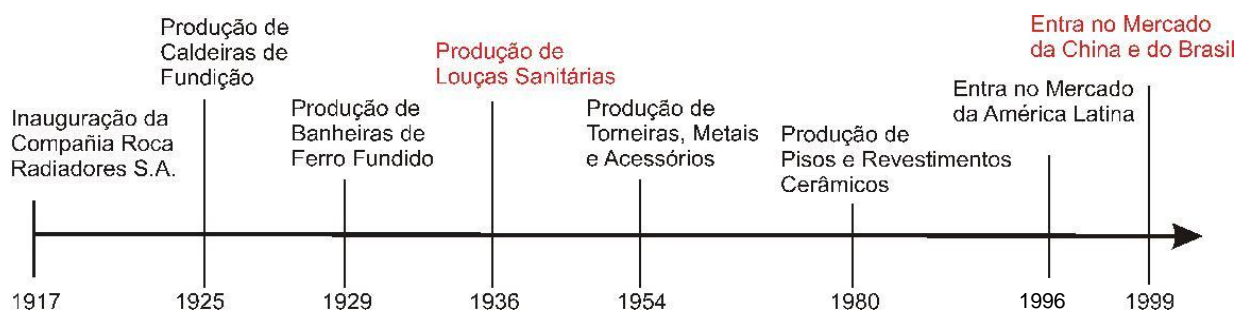 Inauguração da
Compañia Roca
Radiadores S.A.
Produção de
Caldeiras de
Fundição
Produção de
Banheiras de
Ferro Fundido
Produção de
Louças Sanitárias
Produção de
Torneiras, Metais
e Acessórios
Produção de
Pisos e Revestimentos
Cerâmicos
Entra no Mercado
da América Latina
Entra no Mercado
da China e do Brasil
1917 1925 1929 1936 1954 1980 1996 1999